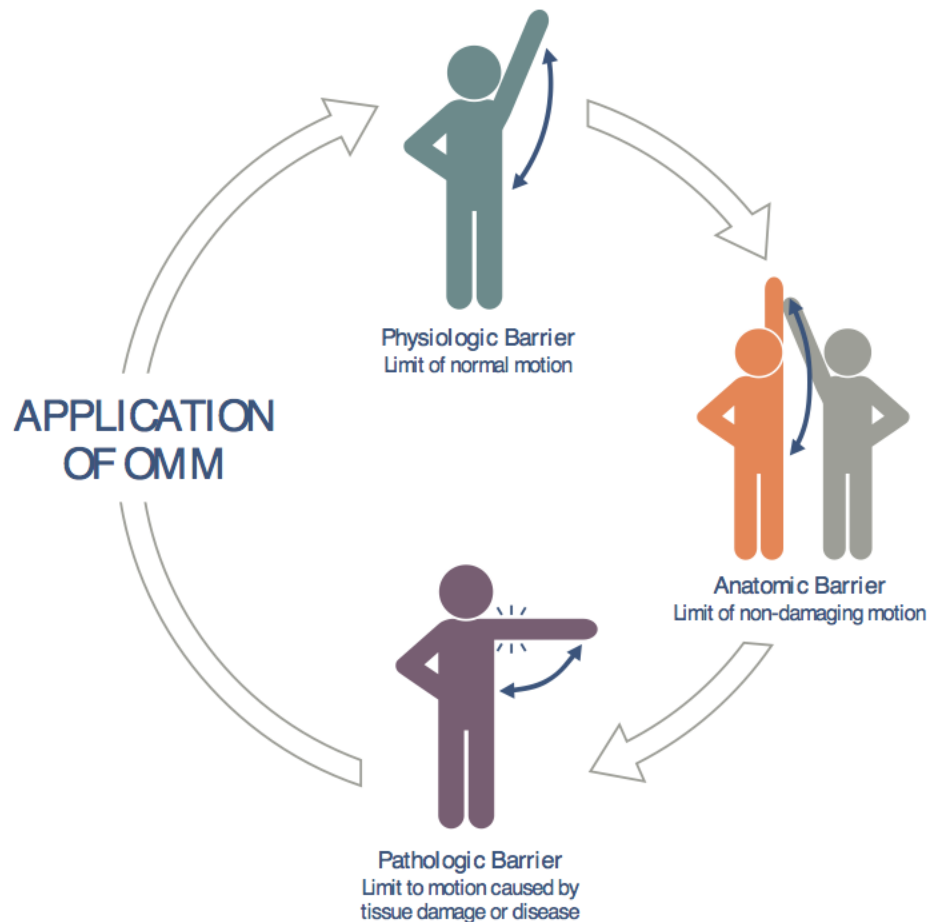 Physiologic Barrier
Limit of normal motion
APPLICATION
OF OMM
Anatomic Barrier
Limit of non-damaging motion
Pathologic Barrier
Limit to motion caused by
tissue damage or disease